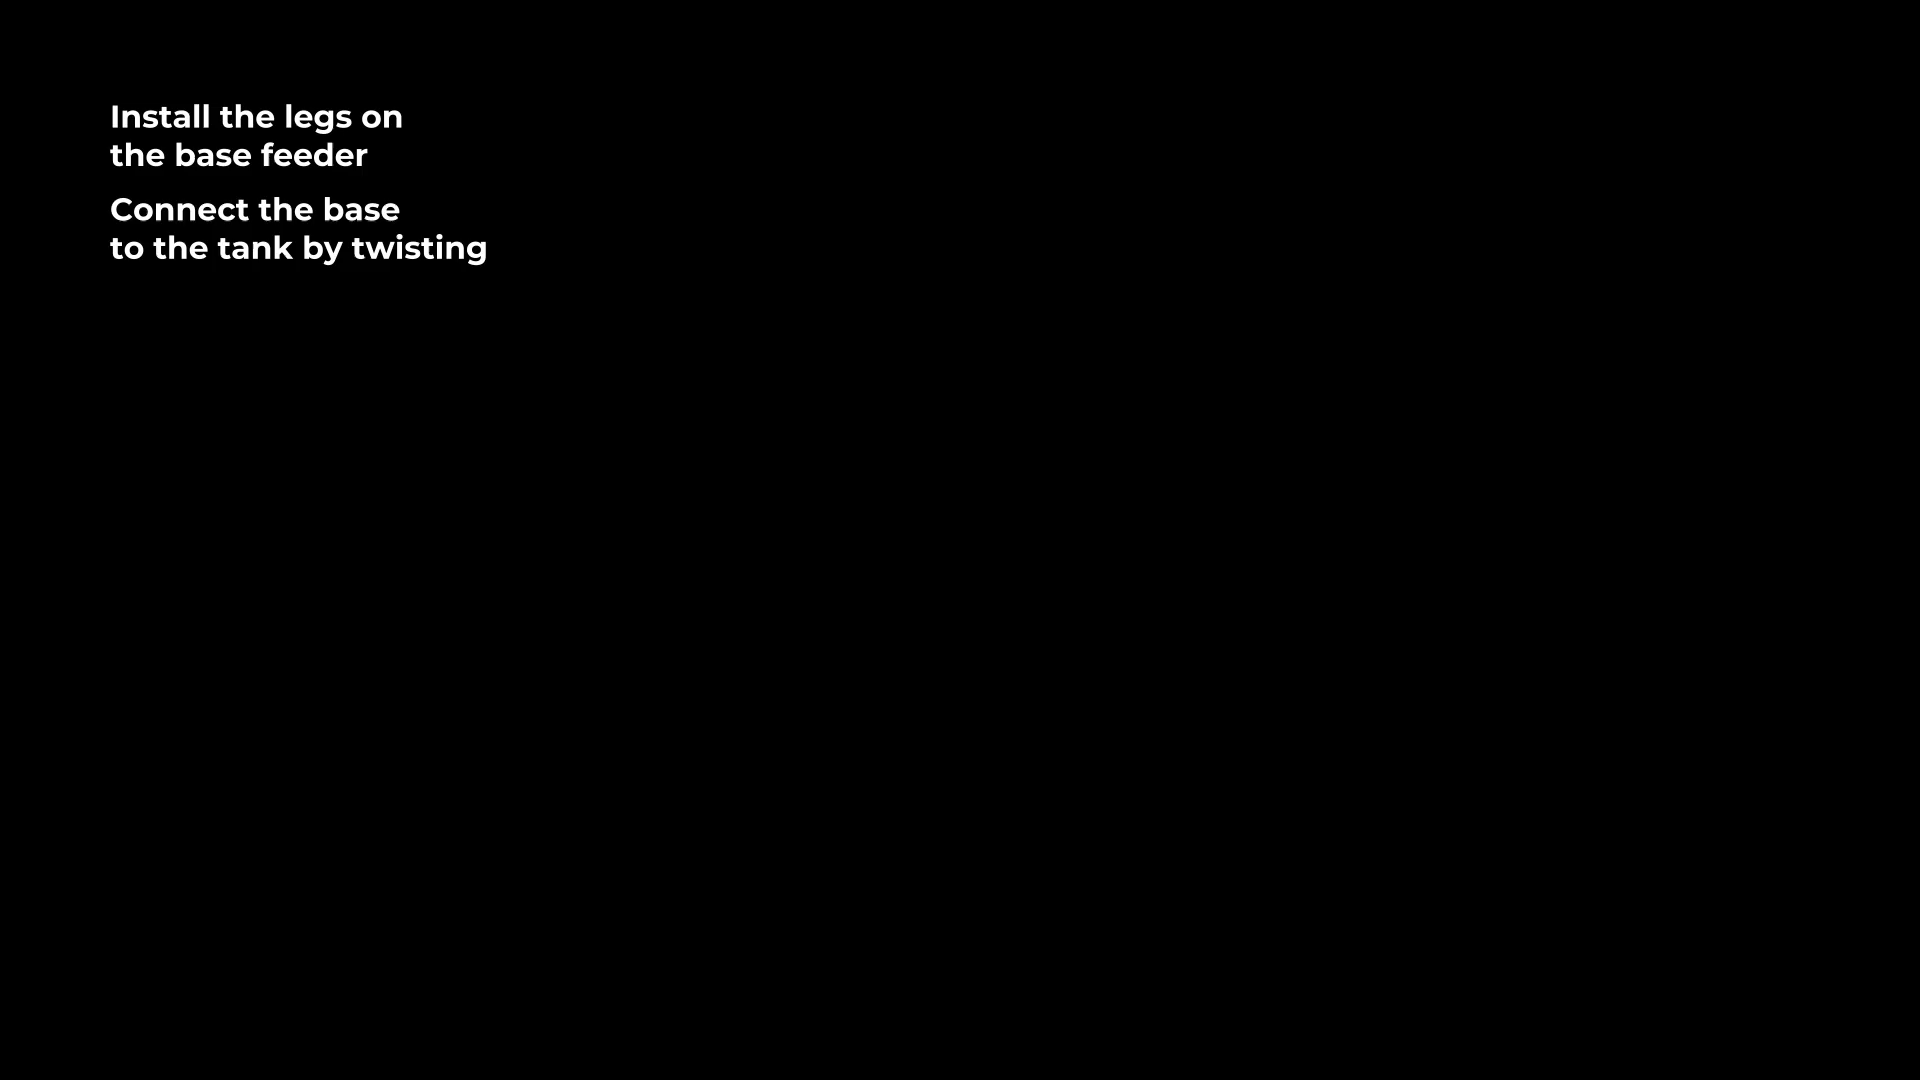 Install the legs on
the base feeder
Connect the base
to the tank by twisting